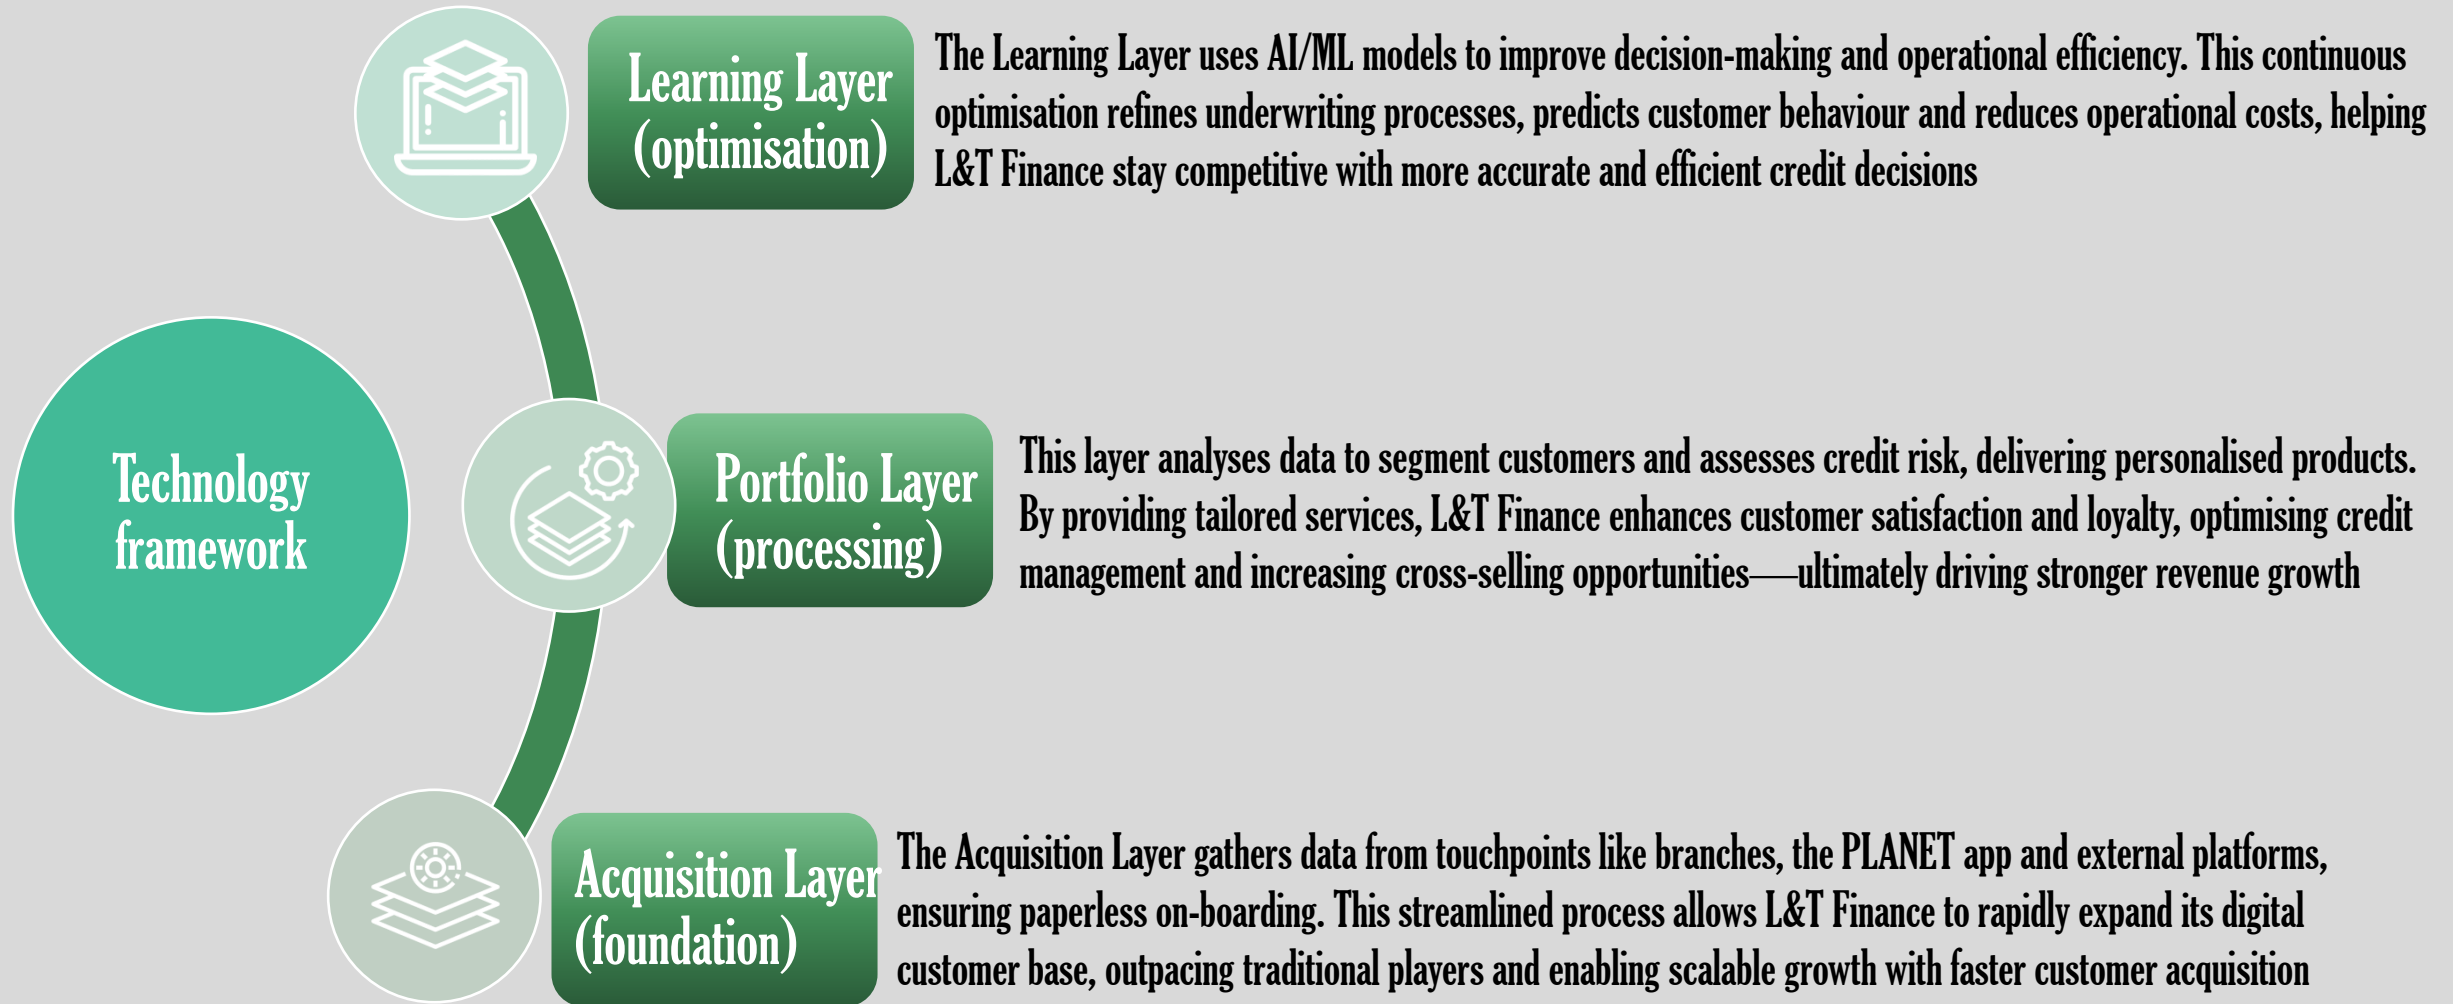 Learning Layer
(optimisation)
The Learning Layer uses AI/ML models to improve decision-making and operational efficiency. This continuous
optimisation refines underwriting processes, predicts customer behaviour and reduces operational costs, helping
L&T Finance stay competitive with more accurate and efficient credit decisions
Technology
framework
Portfolio Layer
(processing)
This layer analyses data to segment customers and assesses credit risk, delivering personalised products.
By providing tailored services, L&T Finance enhances customer satisfaction and loyalty, optimising credit
management and increasing cross-selling opportunities—ultimately driving stronger revenue growth
Acquisition Layer
(foundation)
The Acquisition Layer gathers data from touchpoints like branches, the PLANET app and external platforms,
ensuring paperless on-boarding. This streamlined process allows L&T Finance to rapidly expand its digital
customer base, outpacing traditional players and enabling scalable growth with faster customer acquisition